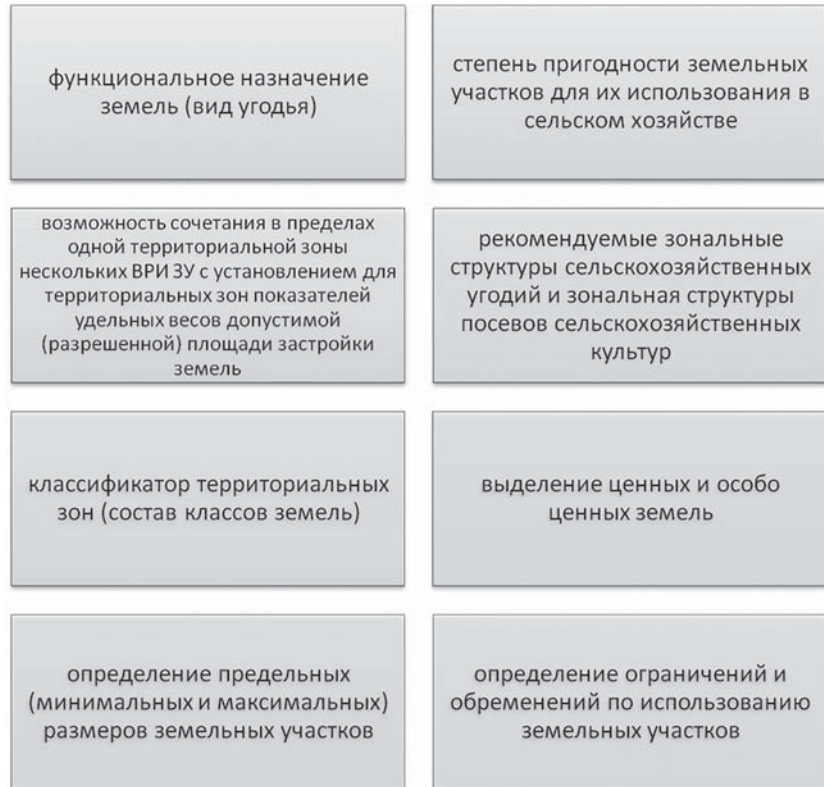 функциональное назначение
земель (вид угодья)
степень пригодности земельных
участков для их использования в
сельском хозяйстве
возможность сочетания в пределах
одной территориальной зоны
нескольких ВРИ ЗУ с установлением для
территориальных зон показателей
удельных весов допустимой
(разрешенной) площади застройки
земель
рекомендуемые зональные
структуры сельскохозяйственных
угодий и зональная структуры
посевов сельскохозяйственных
культур
классификатор территориальных
зон (состав классов земель)
выделение ценных и особо
ценных земель
определение предельных
(минимальных и максимальных)
размеров земельных участков
определение ограничений и
обременений по использованию
земельных участков